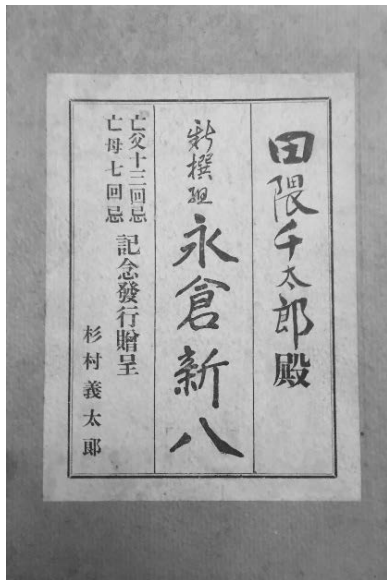 田隈千太郎殿
新撰組 永倉新八
亡父十三回忌
亡母七回忌
記念發行贈呈
杉村義太郎